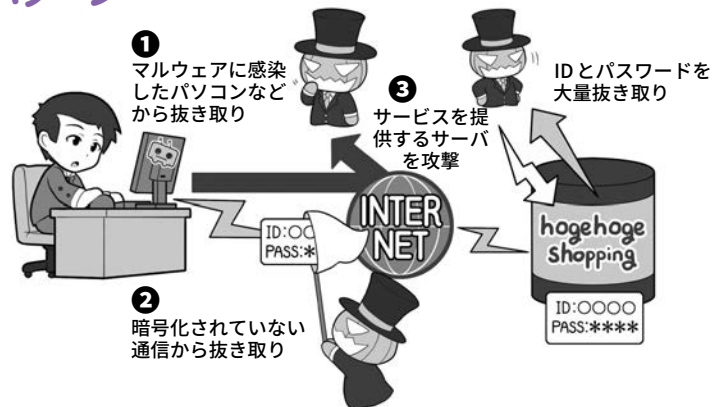 ❶
マルウェアに感染
したパソコンなど
から抜き取り
❸
サービスを提
供するサーバ
を攻撃
IDとパスワードを
大量抜き取り
INTER
NET
ID:○○
PASS:*
hogehoge
shopping
ID:○○○○
PASS:****
❷
暗号化されていない
通信から抜き取り